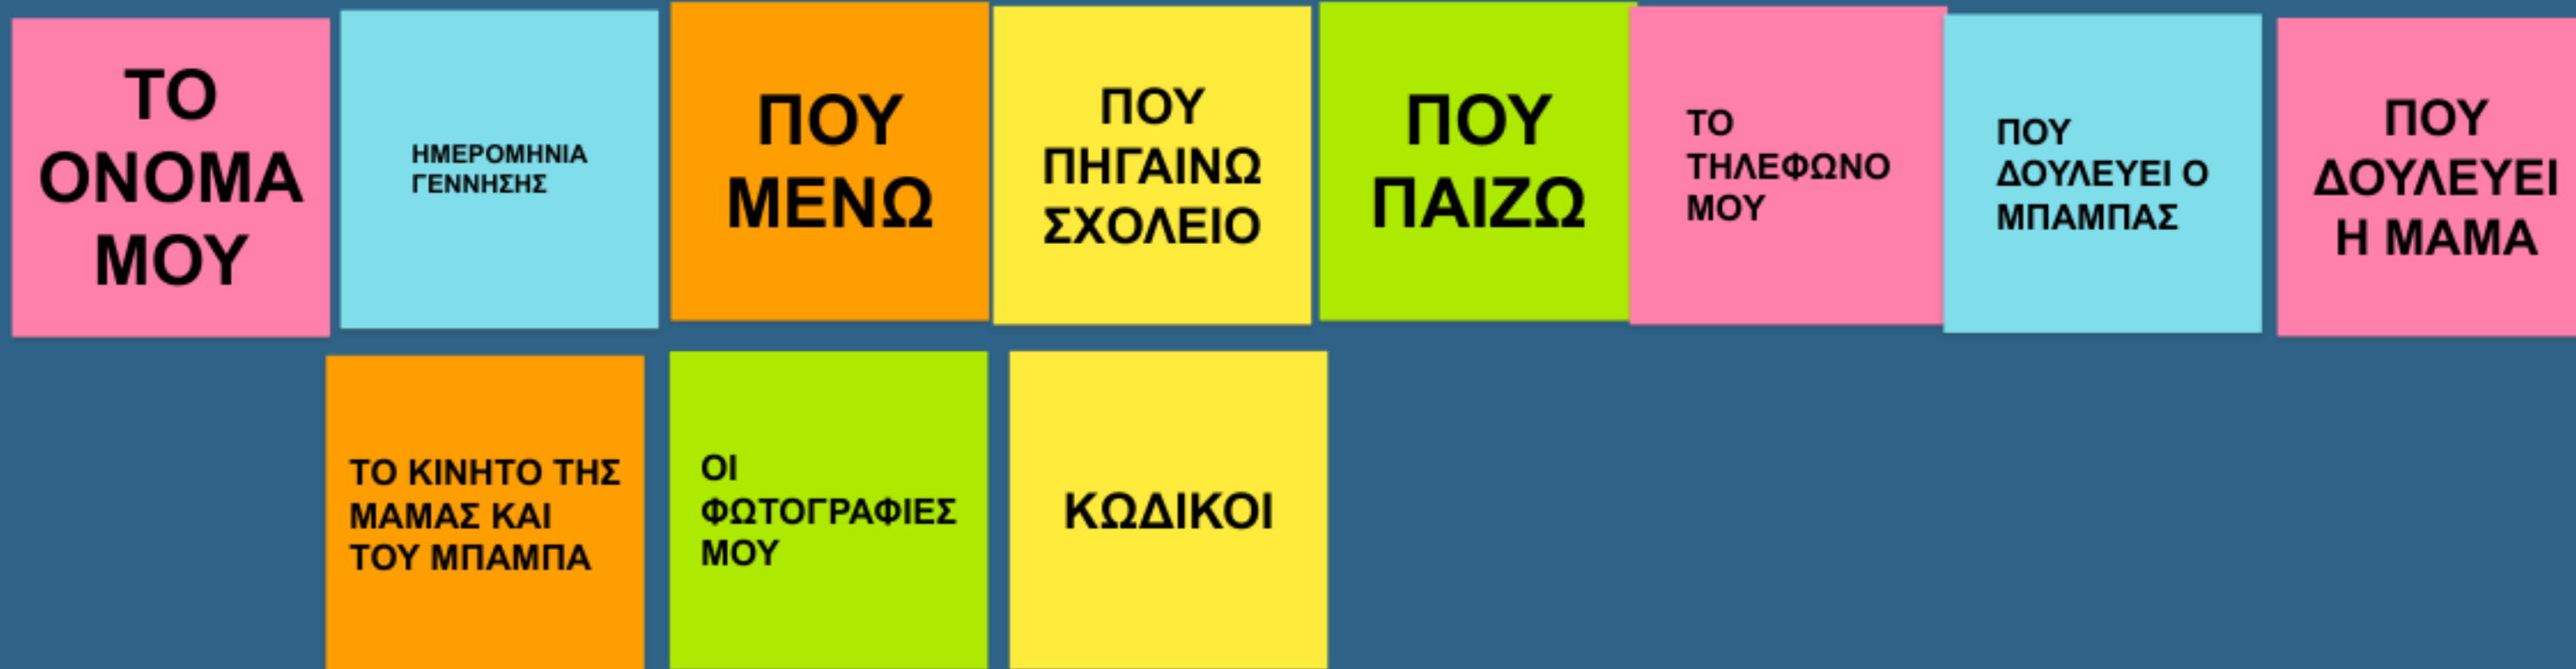 ΤΟ
ΟΝΟΜΑ
ΜΟΥ
ΗΜΕΡΟΜΗΝΙΑ
ΓΕΝΝΗΣΗΣ
ΠΟΥ
ΜΕΝΩ
ΠΟΥ
ΠΗΓΑΙΝΩ
ΣΧΟΛΕΙΟ
ΠΟΥ
ΠΑΙΖΩ
ΤΟ
ΤΗΛΕΦΩΝΟ
ΜΟΥ
ΠΟΥ
ΔΟΥΛΕΥΕΙ Ο
ΜΠΑΜΠΑΣ
ΠΟΥ
ΔΟΥΛΕΥΕΙ
Η ΜΑΜΑ
ΤΟ ΚΙΝΗΤΟ ΤΗΣ
ΜΑΜΑΣ ΚΑΙ
ΤΟΥ ΜΠΑΜΠΑ
ΟΙ
ΦΩΤΟΓΡΑΦΙΕΣ
ΜΟΥ
ΚΩΔΙΚΟΙ